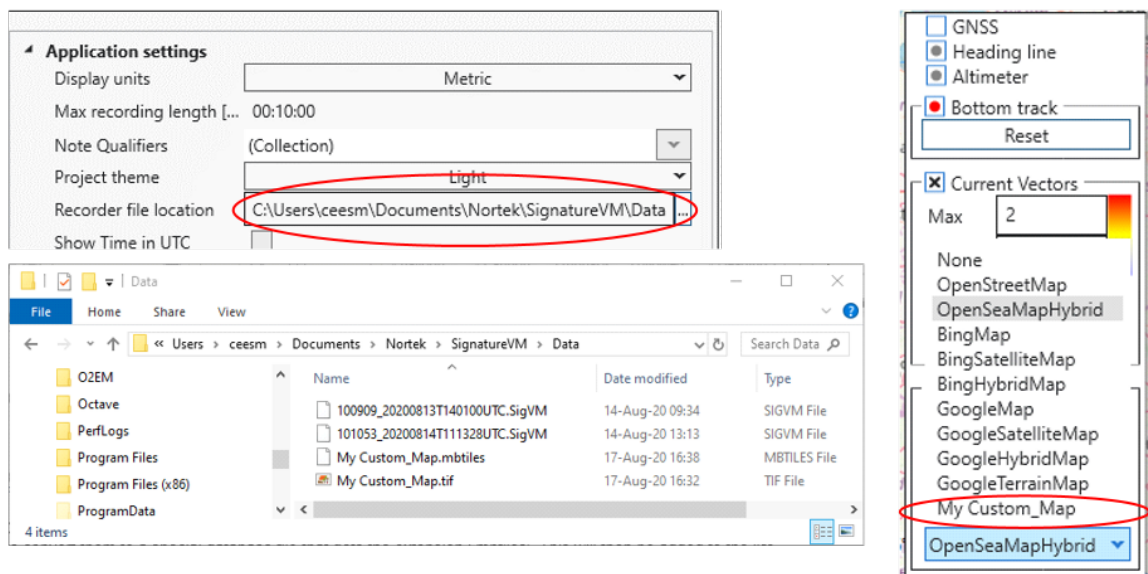 Application settings
Display units Metric
Max recording length [... 00:10:00
Note Qualifiers (Collection)
Project theme Light
Recorder file location C:\Users\ceesm\Documents\Nortek\SignatureVM\Data ...
Show Time in UTC
Data
File Home Share View
« Users › ceesm › Documents › Nortek › SignatureVM › Data Search Data
O2EM
Octave
PerfLogs
Program Files
Program Files (x86)
ProgramData
Name Date modified Type
100909_20200813T140100UTC.SigVM 14-Aug-20 09:34 SIGVM File
101053_20200814T111328UTC.SigVM 14-Aug-20 13:13 SIGVM File
My Custom_Map.mbtiles 17-Aug-20 16:38 MBTILES File
My Custom_Map.tif 17-Aug-20 16:32 TIF File
4 items
GNSS
Heading line
Altimeter
Bottom track
Reset
Current Vectors
Max 2
None
OpenStreetMap
OpenSeaMapHybrid
BingMap
BingSatelliteMap
BingHybridMap
GoogleMap
GoogleSatelliteMap
GoogleHybridMap
GoogleTerrainMap
My Custom_Map
OpenSeaMapHybrid